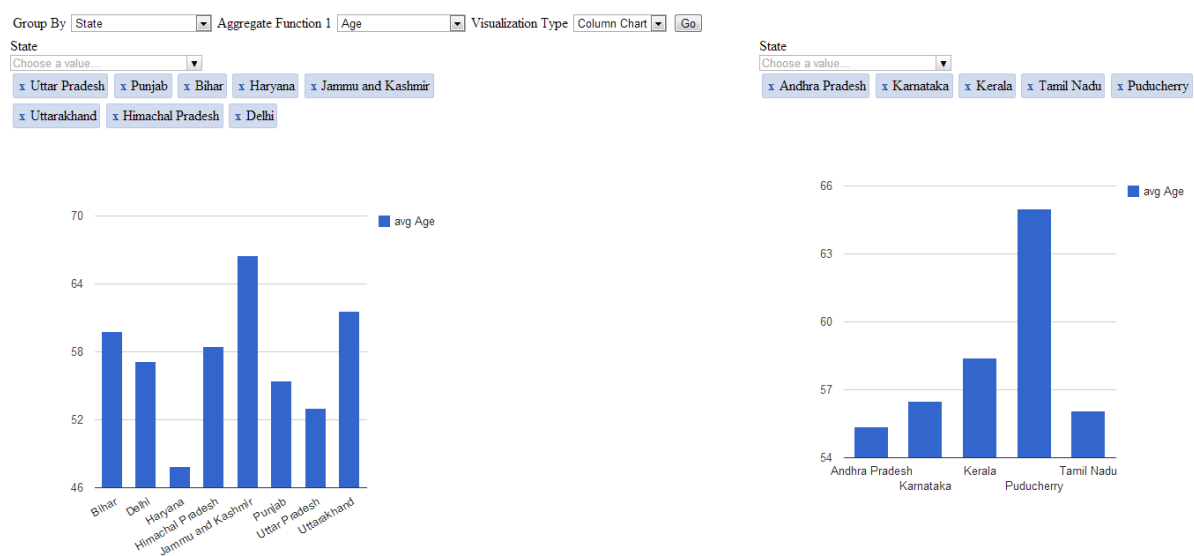 Group By State Aggregate Function 1 Age Visualization Type Column Chart Go
State
Choose a value...
x Uttar Pradesh x Punjab x Bihar x Haryana x Jammu and Kashmir
x Uttarakhand x Himachal Pradesh x Delhi
70
64
58
52
46
avg Age
Bihar Delhi Haryana Himachal Pradesh Jammu and Kashmir Punjab Uttar Pradesh Uttarakhand
State
Choose a value...
x Andhra Pradesh x Karnataka x Kerala x Tamil Nadu x Puducherry
66
63
60
57
54
avg Age
Andhra Pradesh Kerala Tamil Nadu
Karnataka Puducherry